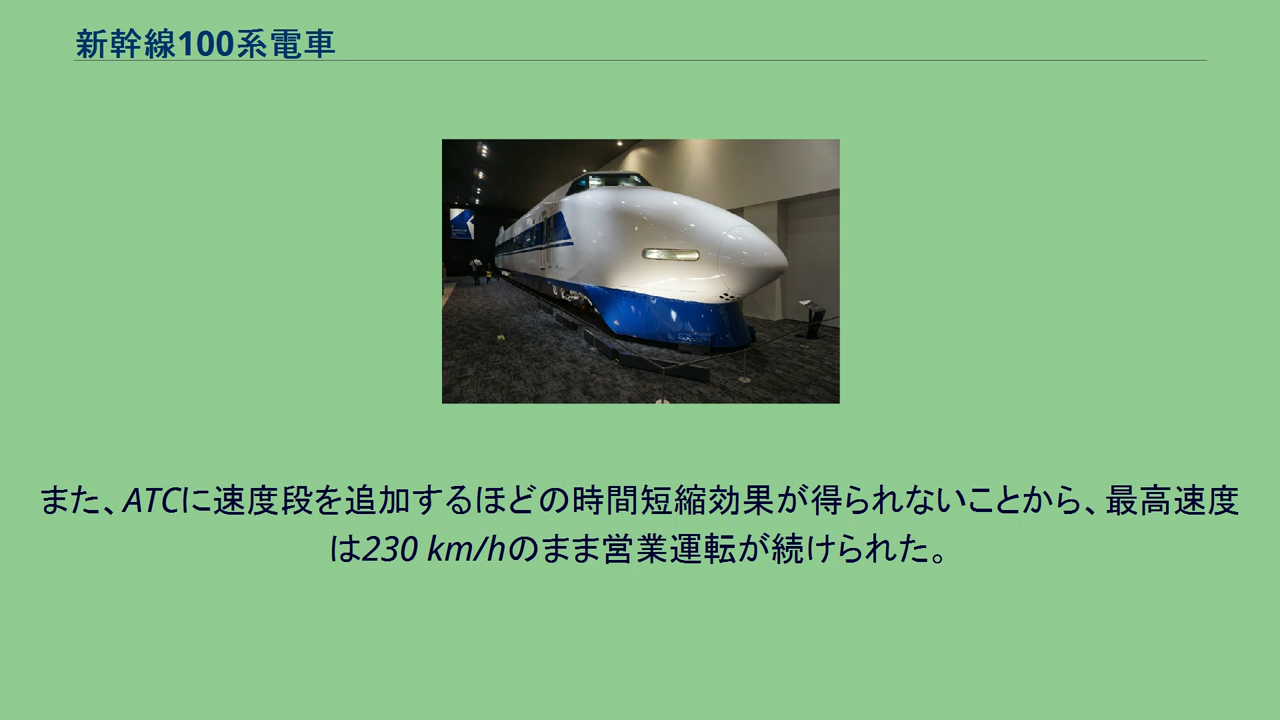 新幹線100系電車
また、ATCに速度段を追加するほどの時間短縮効果が得られないことから、最高速度
は230 km/hのまま営業運転が続けられた。